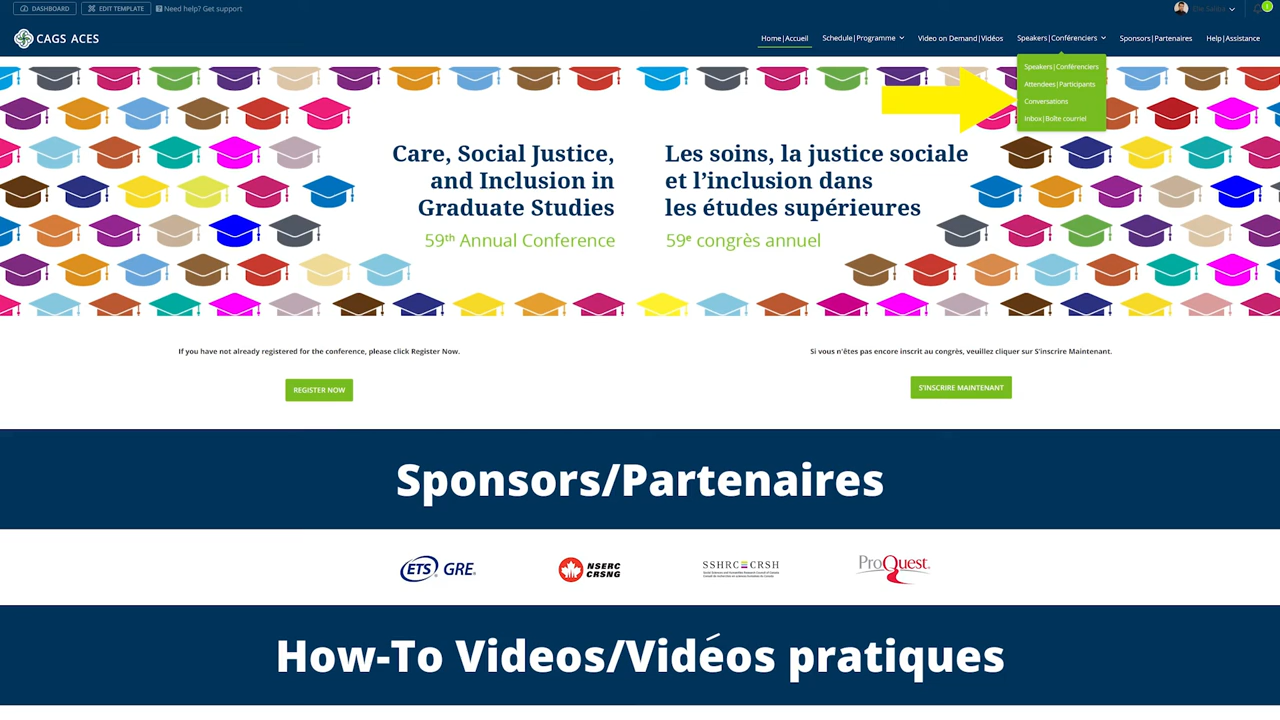 DASHBOARD
EDIT TEMPLATE
Need help? Get support
1
CAGS ACES
Home|Accueil
Schedule|Programme
Video on Demand|Vidéos
Speakers|Conférenciers
Sponsors|Partenaires
Help|Assistance
Speakers|Conférenciers
Attendees|Participants
Conversations
Inbox|Boîte courriel
Care, Social Justice,
and Inclusion in
Graduate Studies
59th Annual Conference
Les soins, la justice sociale
et l'inclusion dans
les études supérieures
59e congrès annuel
If you have not already registered for the conference, please click Register Now.
REGISTER NOW
Si vous n'êtes pas encore inscrit au congrès, veuillez cliquer sur S'inscrire Maintenant.
S'INSCRIRE MAINTENANT
Sponsors/Partenaires
ETS GRE
NSERC
CRSNG
SSHRC CRSH
ProQuest
How-To Videos/Vidéos pratiques